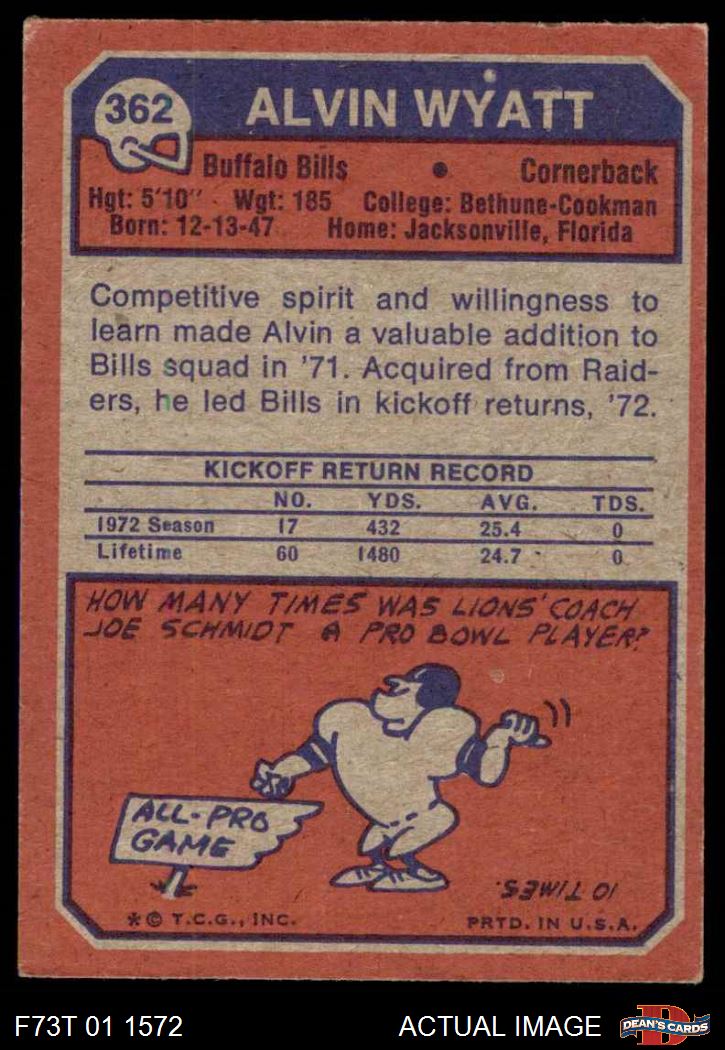 362
ALVIN WYATT
Buffalo Bills • Cornerback
Hgt: 5'10" Wgt: 185 College: Bethune-Cookman
Born: 12-13-47 Home: Jacksonville, Florida
Competitive spirit and willingness to
learn made Alvin a valuable addition to
Bills squad in '71. Acquired from Raid-
ers, he led Bills in kickoff returns, '72.
KICKOFF RETURN RECORD
NO. YDS. AVG. TDS.
1972 Season 17 432 25.4 0
Lifetime 60 1480 24.7 0
HOW MANY TIMES WAS LIONS' COACH
JOE SCHMIDT A PRO BOWL PLAYER?
ALL-PRO
GAME
10 TIMES.
* © T.C.G., INC. PRTD. IN U.S.A.
F73T 01 1572 ACTUAL IMAGE
D
DEAN'S CARDS